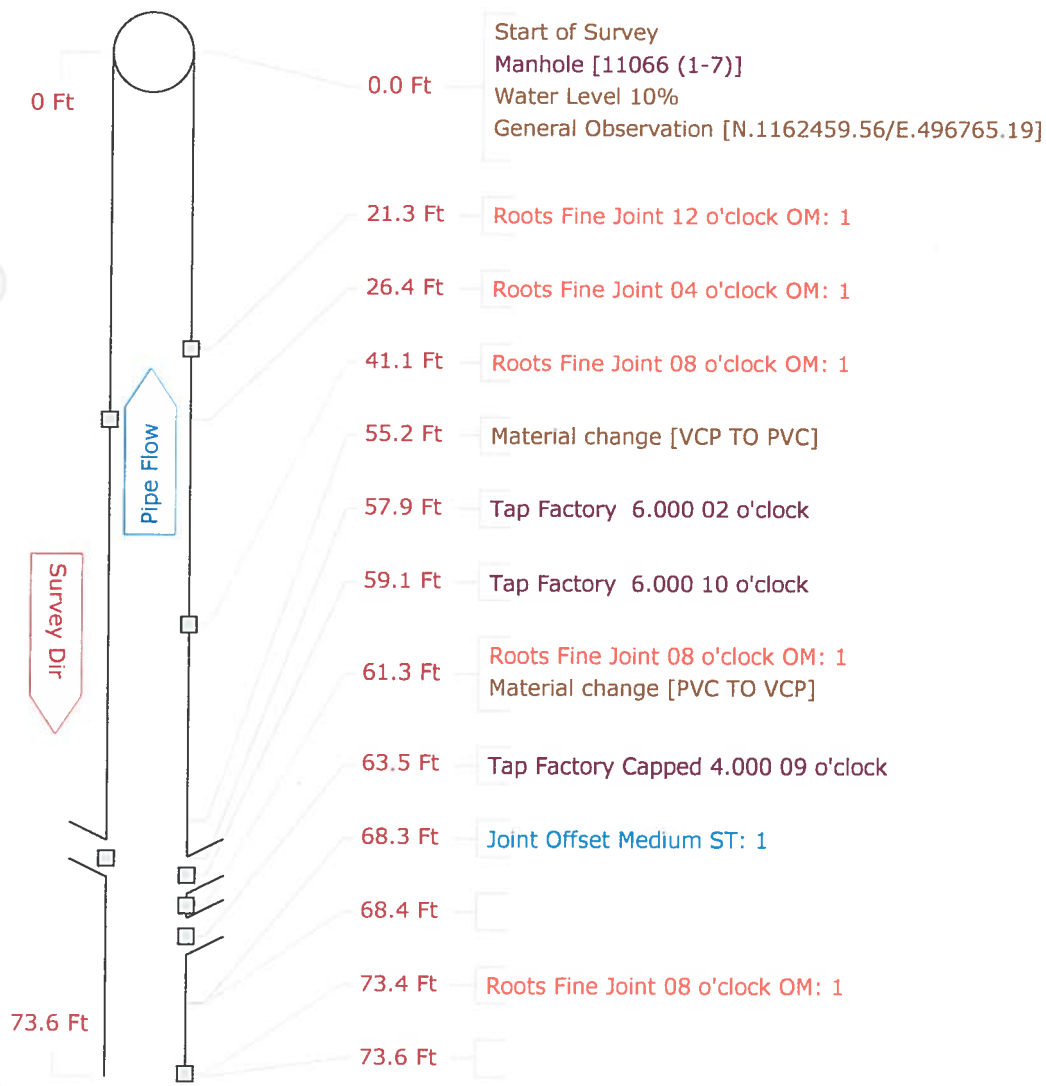 Start of Survey
Manhole [11066 (1-7)]
0 Ft
0.0 Ft
Water Level 10%
General Observation [N.1162459.56/E.496765.19]
21.3 Ft
Roots Fine Joint 12 o'clock OM: 1
26.4 Ft
Roots Fine Joint 04 o'clock OM: 1
41.1 Ft
Roots Fine Joint 08 o'clock OM: 1
Pipe Flow
55.2 Ft
Material change [VCP TO PVC]
57.9 Ft
Tap Factory 6.000 02 o'clock
59.1 Ft
Tap Factory 6.000 10 o'clock
Survey Dir
61.3 Ft
Roots Fine Joint 08 o'clock OM: 1
Material change [PVC TO VCP]
63.5 Ft
Tap Factory Capped 4.000 09 o'clock
68.3 Ft
Joint Offset Medium ST: 1
68.4 Ft
73.4 Ft
Roots Fine Joint 08 o'clock OM: 1
73.6 Ft
73.6 Ft